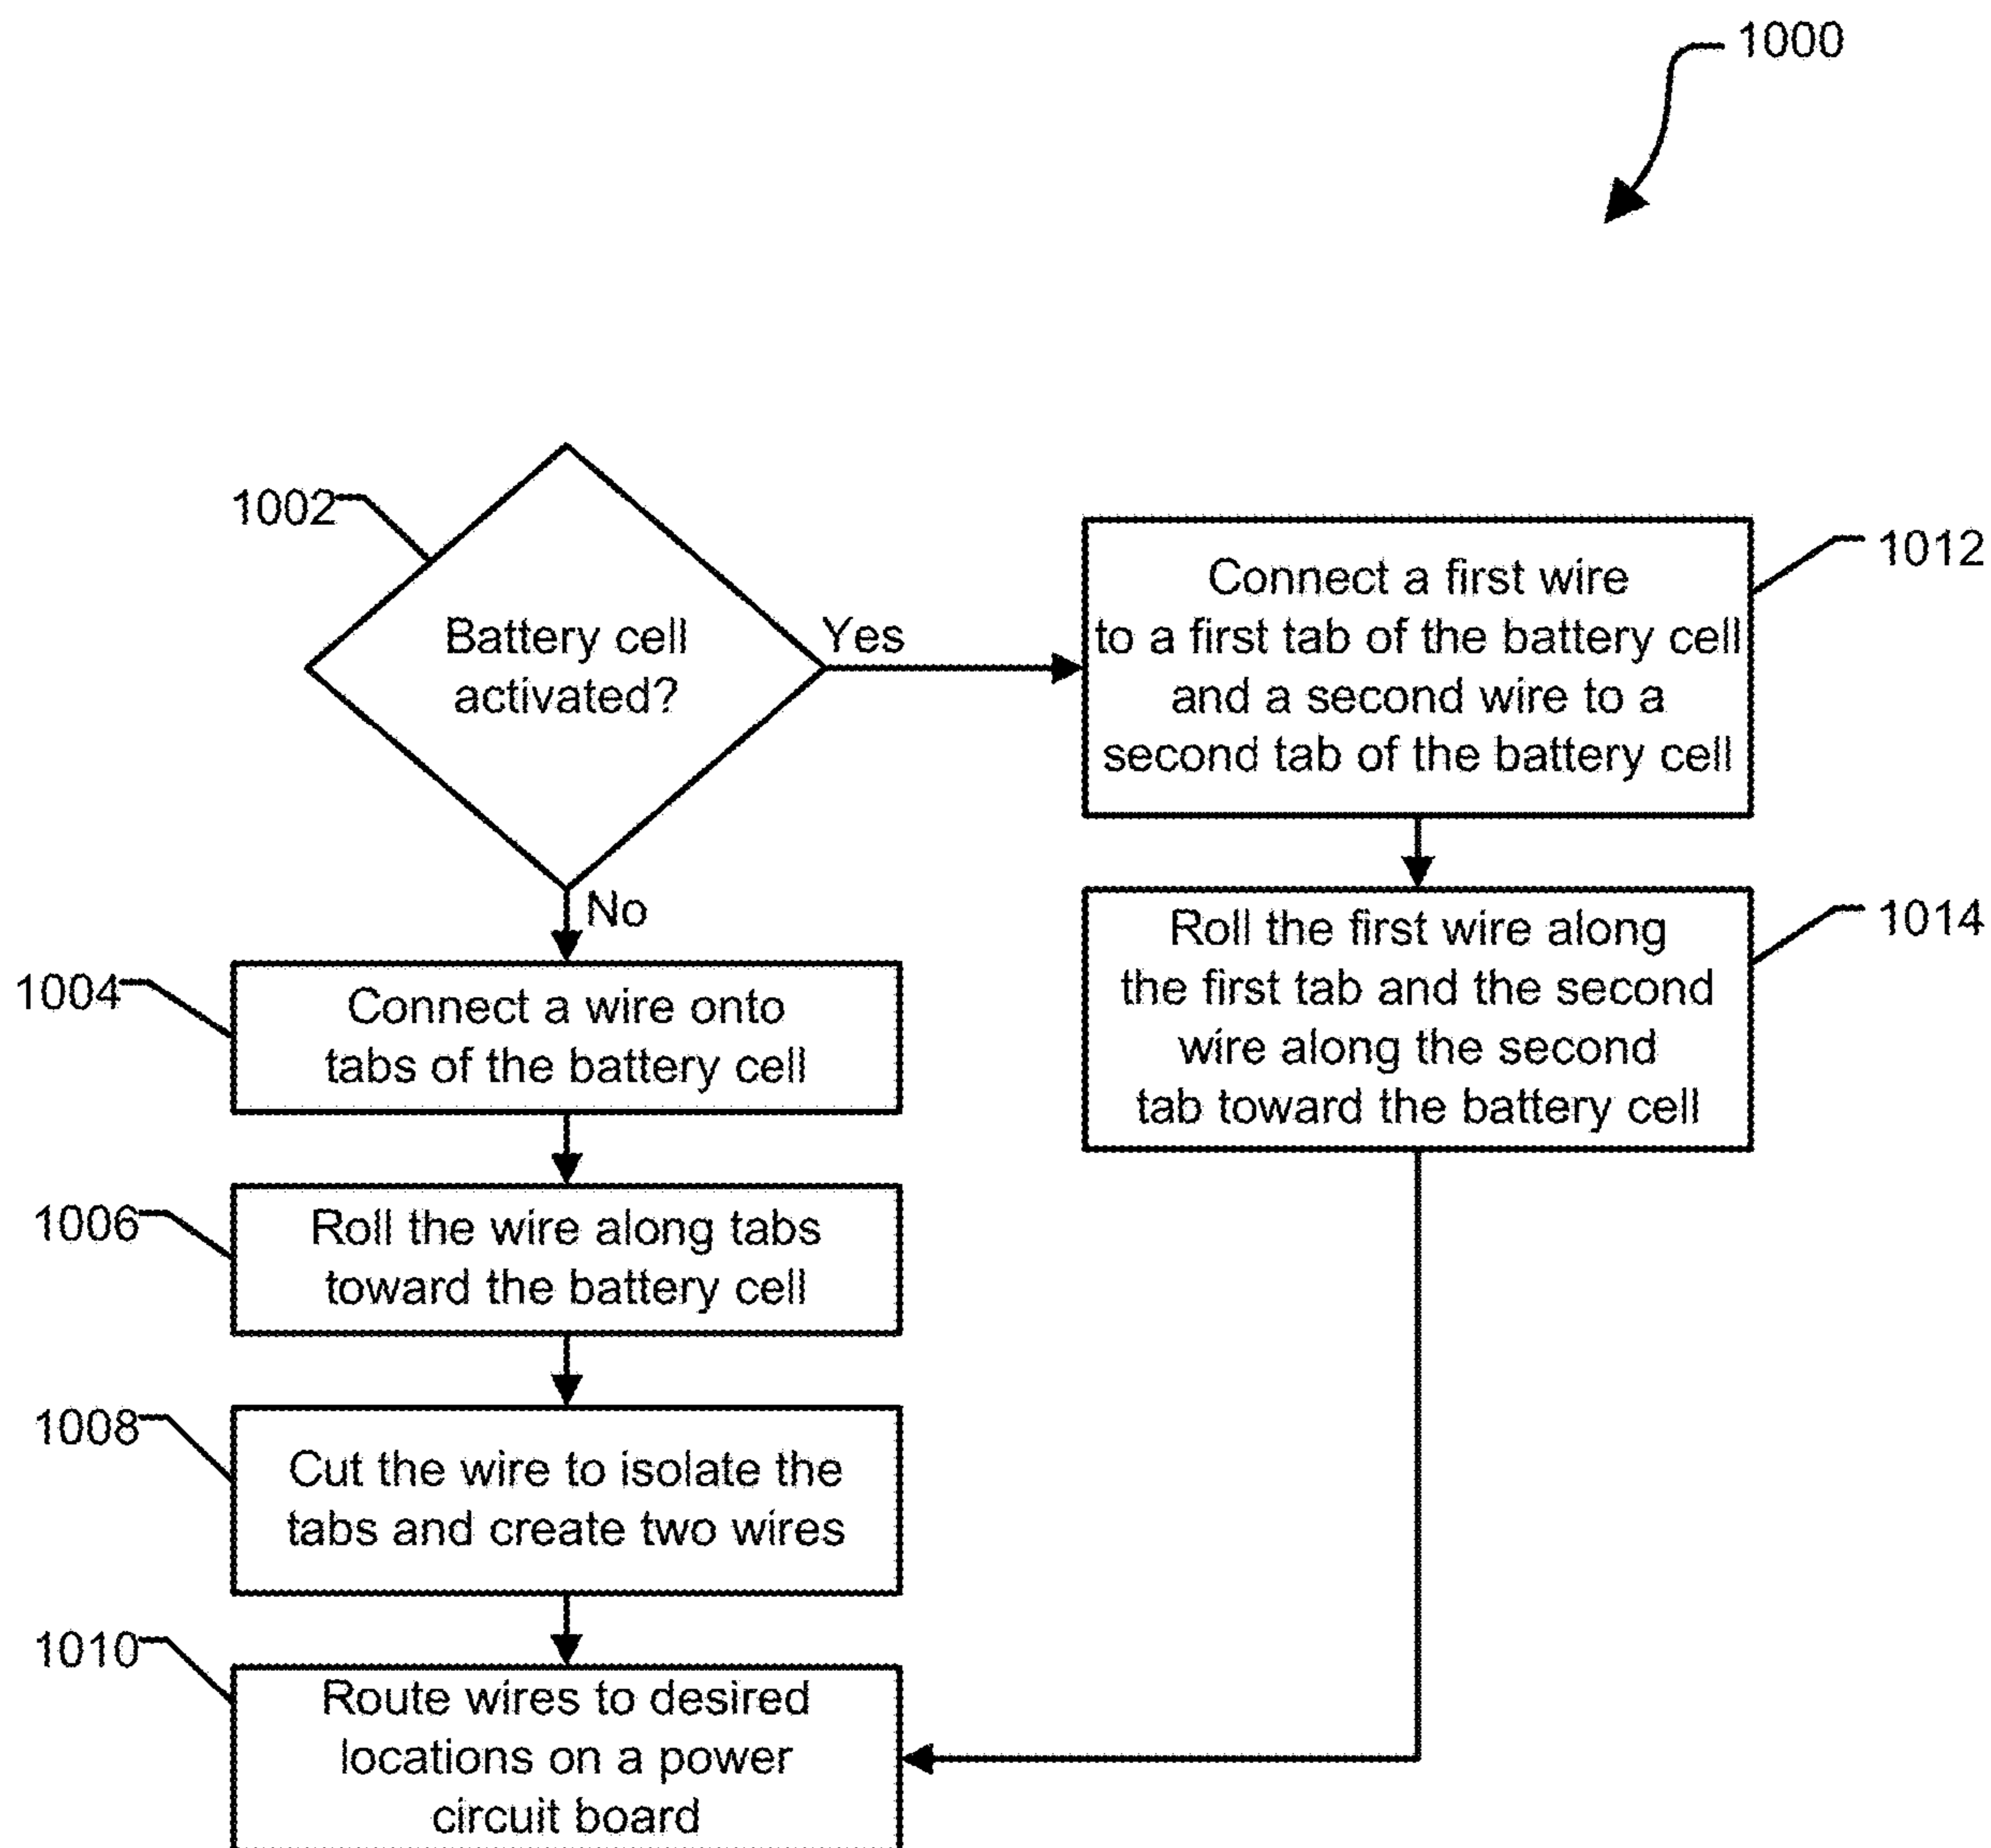 1000
1002
Battery cell
activated?
Yes
No
1012
Connect a first wire
to a first tab of the battery cell
and a second wire to a
second tab of the battery cell
1014
Roll the first wire along
the first tab and the second
wire along the second
tab toward the battery cell
1004
Connect a wire onto
tabs of the battery cell
1006
Roll the wire along tabs
toward the battery cell
1008
Cut the wire to isolate the
tabs and create two wires
1010
Route wires to desired
locations on a power
circuit board